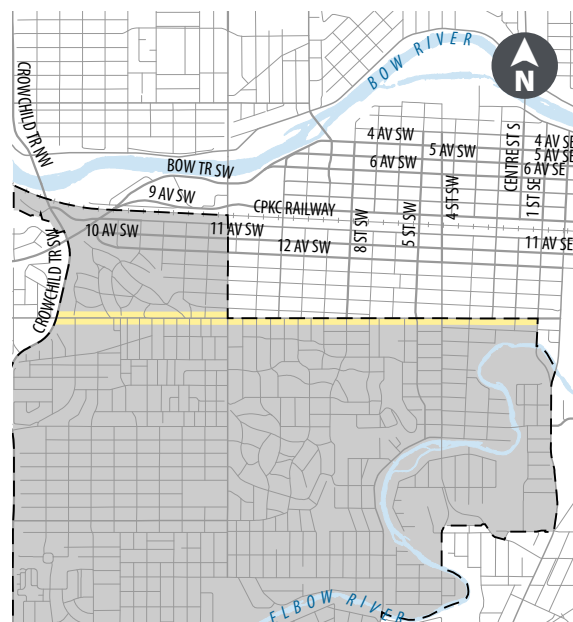 BOW RIVER
N
CROWCHILD TR NW
4 AV SW
5 AV SW
6 AV SW
CENTRE ST S
4 AV SE
5 AV SE
6 AV SE
BOW TR SW
9 AV SW
CPKC RAILWAY
8 ST SW
5 ST SW
4 ST SW
1 ST SE
10 AV SW
11 AV SW
12 AV SW
11 AV SE
CROWCHILD TR SW
ELBOW RIVER